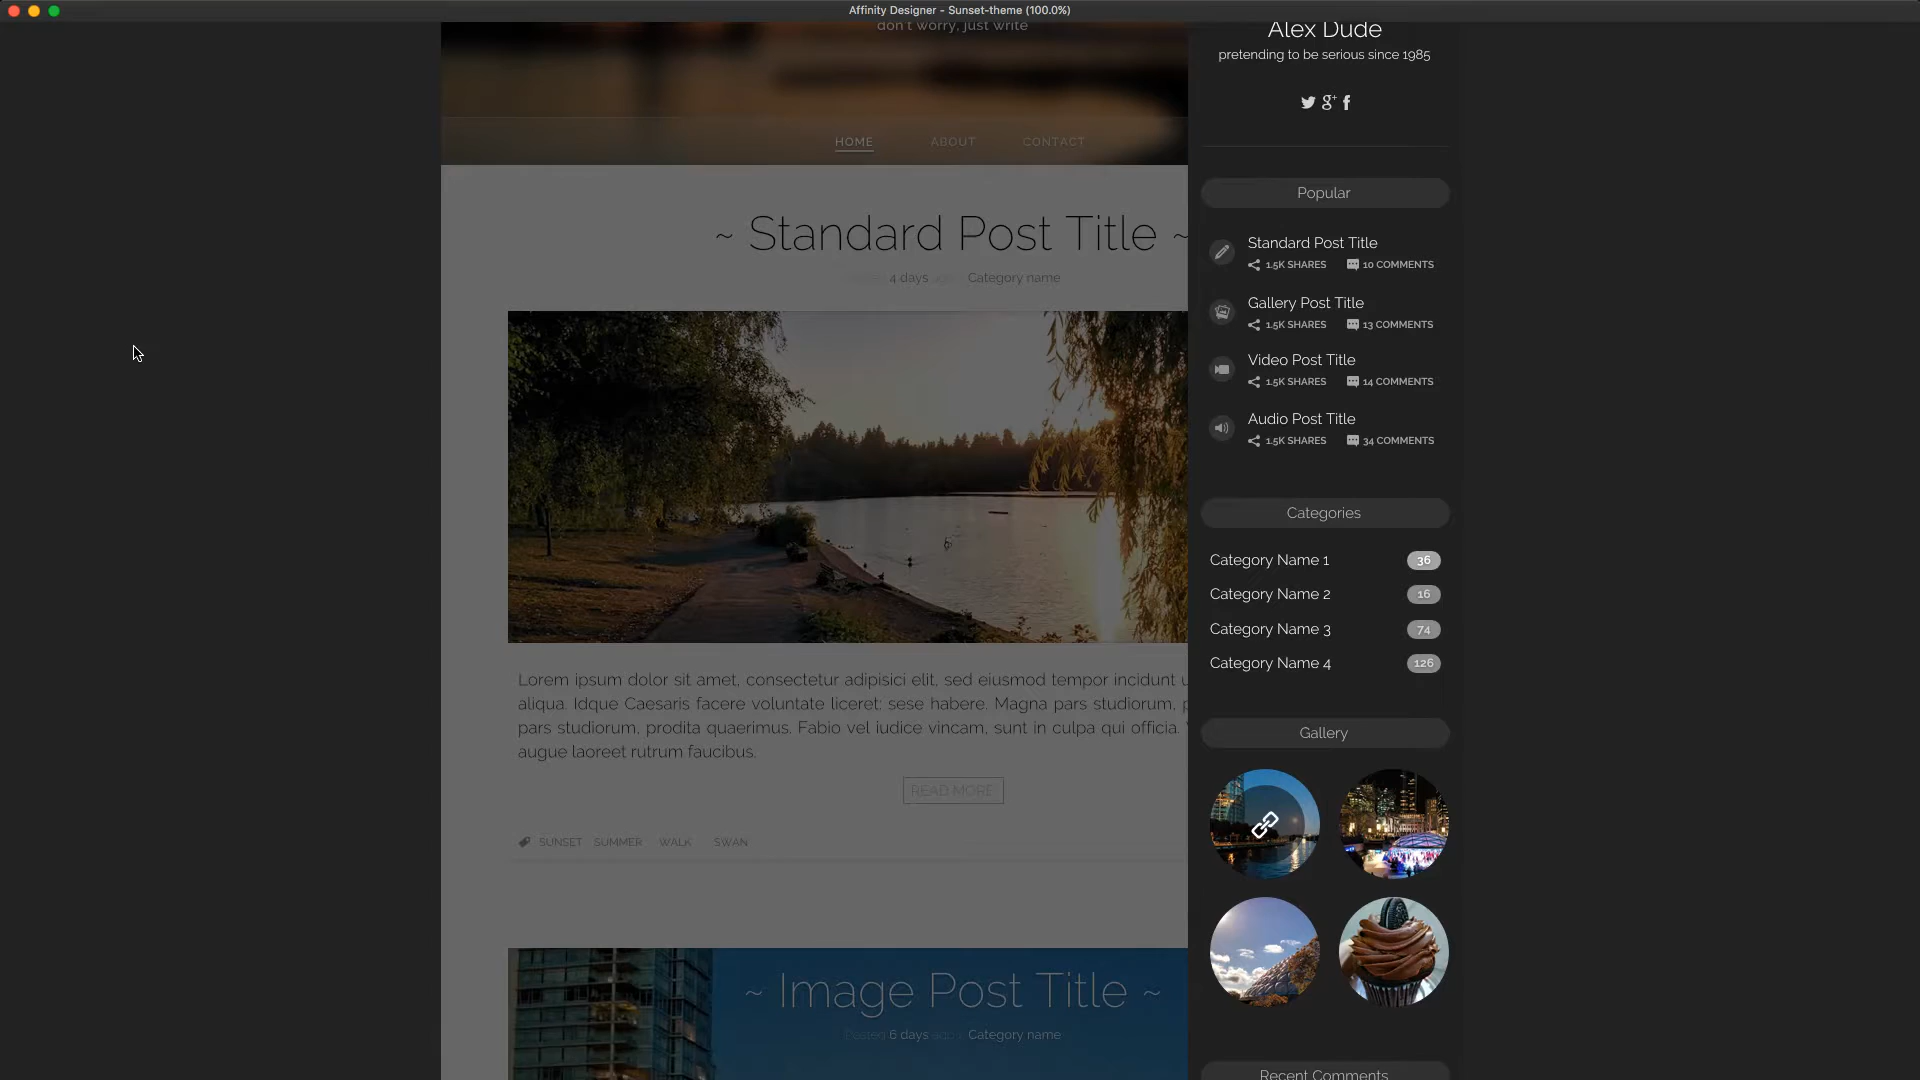 Affinity Designer - Sunset-theme (100.0%)
don't worry, just write
HOME ABOUT CONTACT
~ Standard Post Title ~
Posted 4 days ago Category name
Lorem ipsum dolor sit amet, consectetur adipisici elit, sed eiusmod tempor incidunt
aliqua. Idque Caesaris facere voluntate liceret: sese habere. Magna pars studiorum,
pars studiorum, prodita quaerimus. Fabio vel iudice vincam, sunt in culpa qui officia.
augue laoreet rutrum faucibus.
READ MORE
SUNSET SUMMER WALK SWAN
~ Image Post Title ~
Posted 6 days ago Category name
Alex Dude
pretending to be serious since 1985
Popular
Standard Post Title
1.5K SHARES 10 COMMENTS
Gallery Post Title
1.5K SHARES 13 COMMENTS
Video Post Title
1.5K SHARES 14 COMMENTS
Audio Post Title
1.5K SHARES 34 COMMENTS
Categories
Category Name 1 36
Category Name 2 16
Category Name 3 74
Category Name 4 126
Gallery
Recent Comments